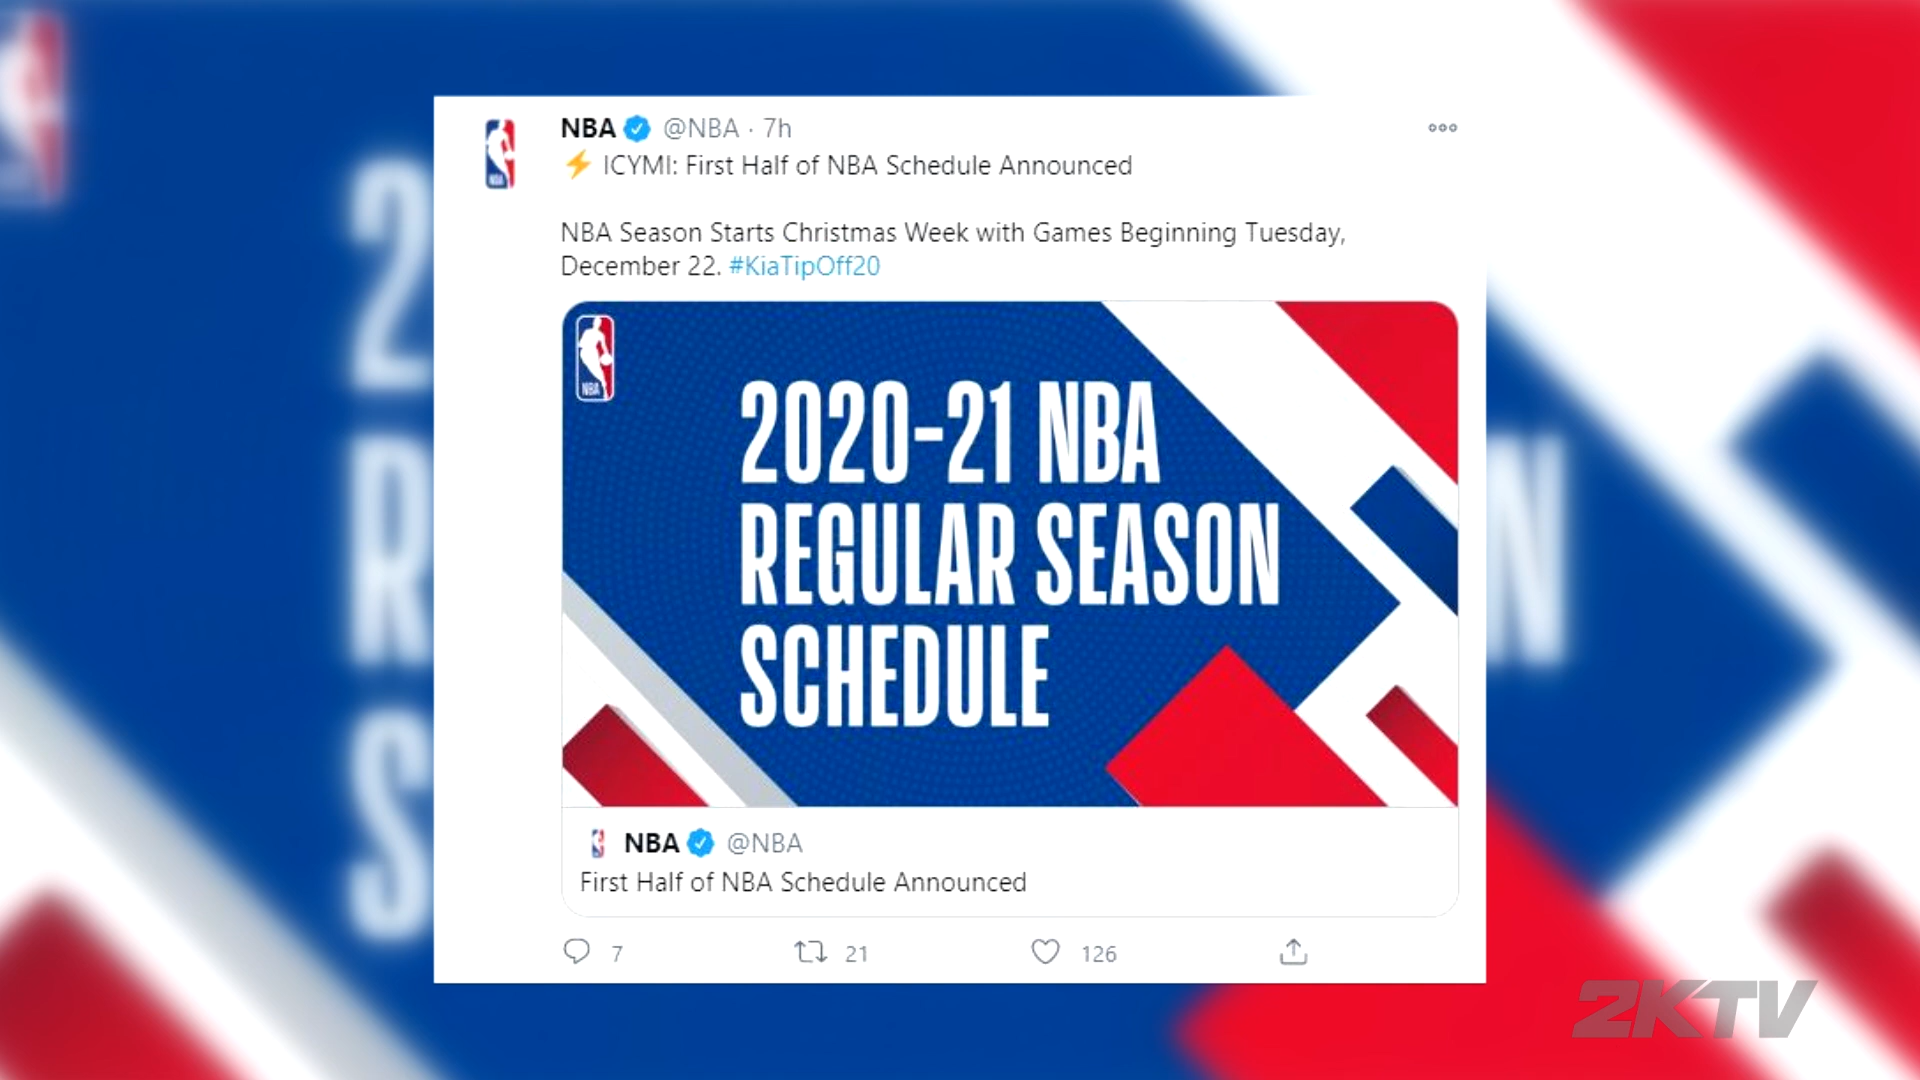 NBA @NBA · 7h
⚡ ICYMI: First Half of NBA Schedule Announced
NBA Season Starts Christmas Week with Games Beginning Tuesday,
December 22. #KiaTipOff20
NBA
2020-21 NBA
REGULAR SEASON
SCHEDULE
NBA @NBA
First Half of NBA Schedule Announced
7 21 126
2KTV